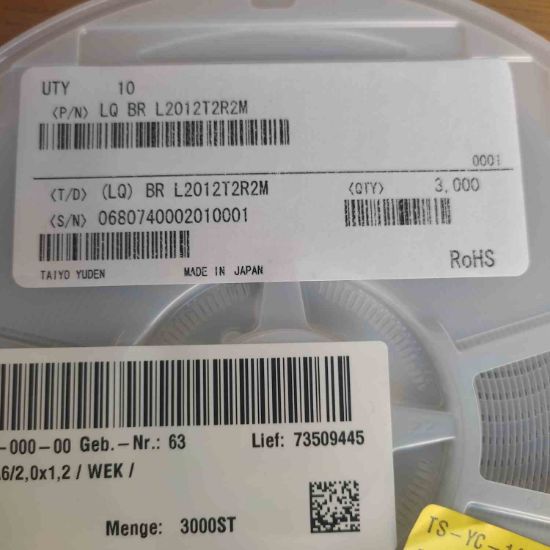 UTY 10
(P/N) LQ BR L2012T2R2M
0001
(T/D) (LQ) BR L2012T2R2M (QTY) 3,000
(S/N) 0680740002010001
RoHS
TAIYO YUDEN MADE IN JAPAN
-000-00 Geb.-Nr.: 63 Lief: 73509445
A6/2,0x1,2 / WEK /
Menge: 3000ST
TS-YC-